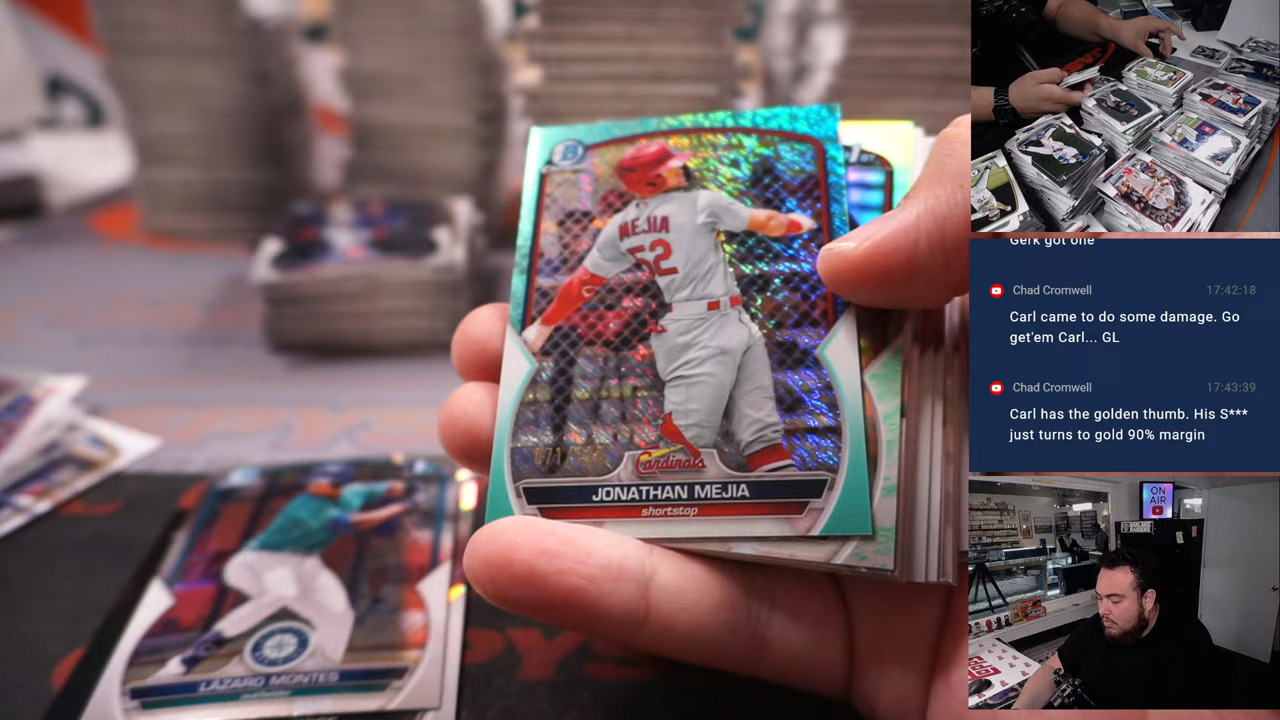 B
MEJIA
52
Cardinals
JONATHAN MEJIA
shortstop
LAZARO MONTES
Gerk got one
Chad Cromwell 17:42:18
Carl came to do some damage. Go
get'em Carl... GL
Chad Cromwell 17:43:39
Carl has the golden thumb. His S***
just turns to gold 90% margin
ON
AIR